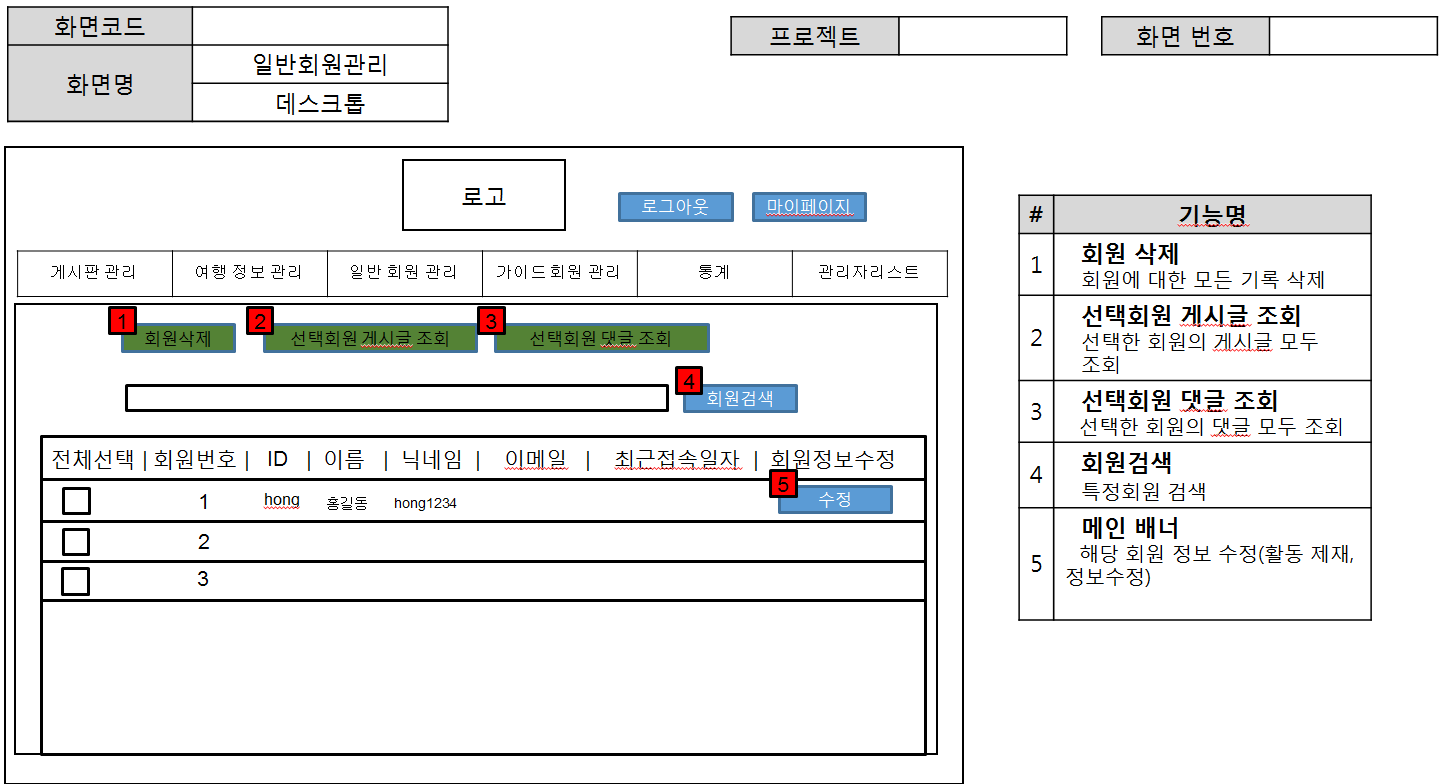 화면코드
화면명
일반회원관리
데스크톱
프로젝트
화면 번호
로고
로그아웃
마이페이지
게시판 관리
여행 정보 관리
일반 회원 관리
가이드 회원 관리
통계
관리자리스트
1
회원삭제
2
선택회원 게시글 조회
3
선택회원 댓글 조회
4
회원검색
전체선택 | 회원번호 | ID | 이름 | 닉네임 | 이메일 | 최근접속일자 | 회원정보수정
1 hong 홍길동 hong1234
5
수정
2
3
# 기능명
1
회원 삭제
회원에 대한 모든 기록 삭제
2
선택회원 게시글 조회
선택한 회원의 게시글 모두
조회
3
선택회원 댓글 조회
선택한 회원의 댓글 모두 조회
4
회원검색
특정회원 검색
5
메인 배너
해당 회원 정보 수정(활동 제재,
정보수정)